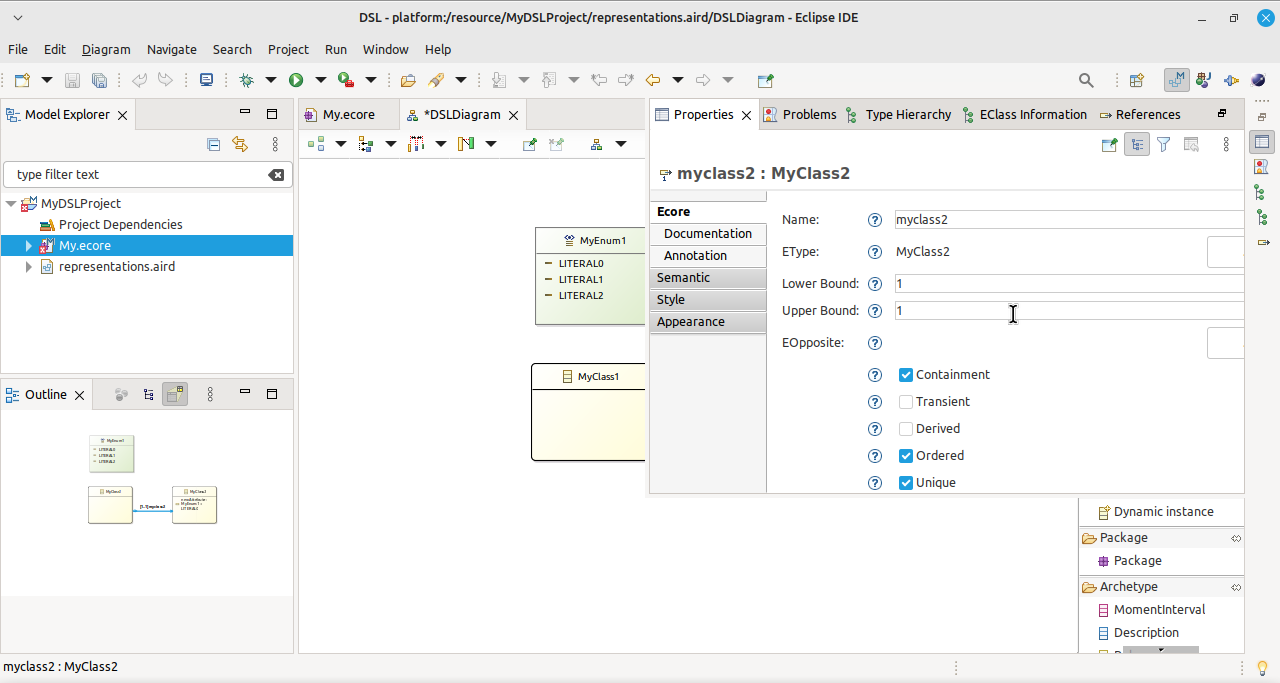 DSL - platform:/resource/MyDSLProject/representations.aird/DSLDiagram - Eclipse IDE
File Edit Diagram Navigate Search Project Run Window Help
Model Explorer
type filter text
MyDSLProject
Project Dependencies
My.ecore
representations.aird
Outline
My.ecore
*DSLDiagram
MyEnum1
LITERAL0
LITERAL1
LITERAL2
MyClass1
Properties
Problems
Type Hierarchy
EClass Information
References
myclass2 : MyClass2
Ecore
Documentation
Annotation
Semantic
Style
Appearance
Name: myclass2
EType: MyClass2
Lower Bound: 1
Upper Bound: 1
EOpposite:
Containment
Transient
Derived
Ordered
Unique
Dynamic instance
Package
Package
Archetype
MomentInterval
Description
myclass2 : MyClass2